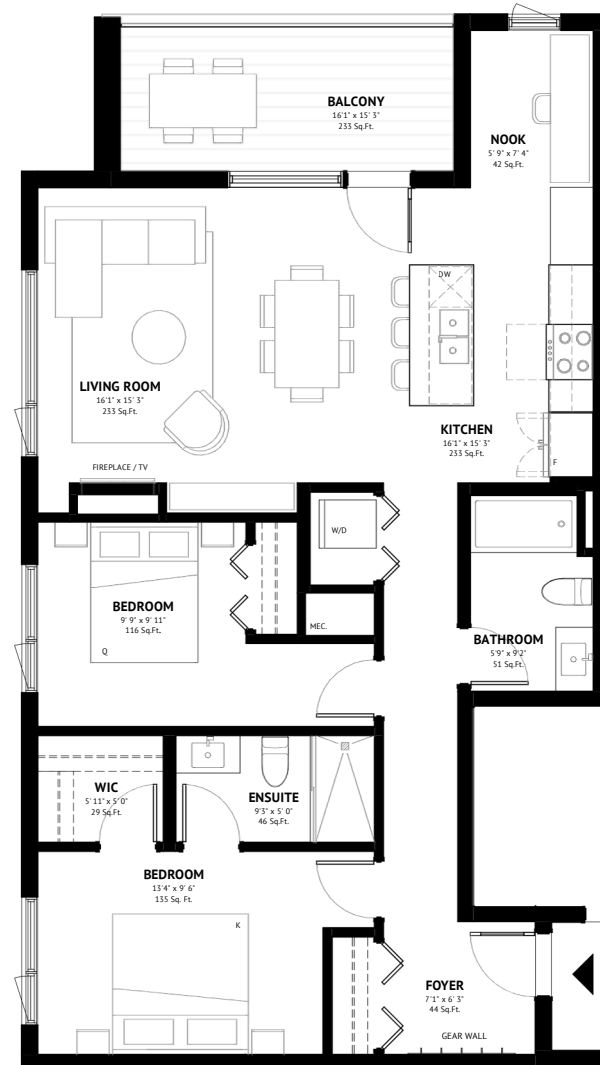 BALCONY
16'1" x 15' 3"
233 Sq.Ft.
NOOK
5' 9" x 7' 4"
42 Sq.Ft.
DW
LIVING ROOM
16'1" x 15' 3"
233 Sq.Ft.
KITCHEN
16'1" x 15' 3"
233 Sq.Ft.
F
FIREPLACE / TV
W/D
BEDROOM
9' 9" x 9' 11"
116 Sq.Ft.
Q
MEC.
BATHROOM
5'9" x 9'2"
51 Sq.Ft.
WIC
5' 11" x 5' 0"
29 Sq.Ft.
ENSUITE
9'3" x 5' 0"
46 Sq.Ft.
BEDROOM
13'4" x 9' 6"
135 Sq. Ft.
K
FOYER
7'1" x 6' 3"
44 Sq.Ft.
GEAR WALL